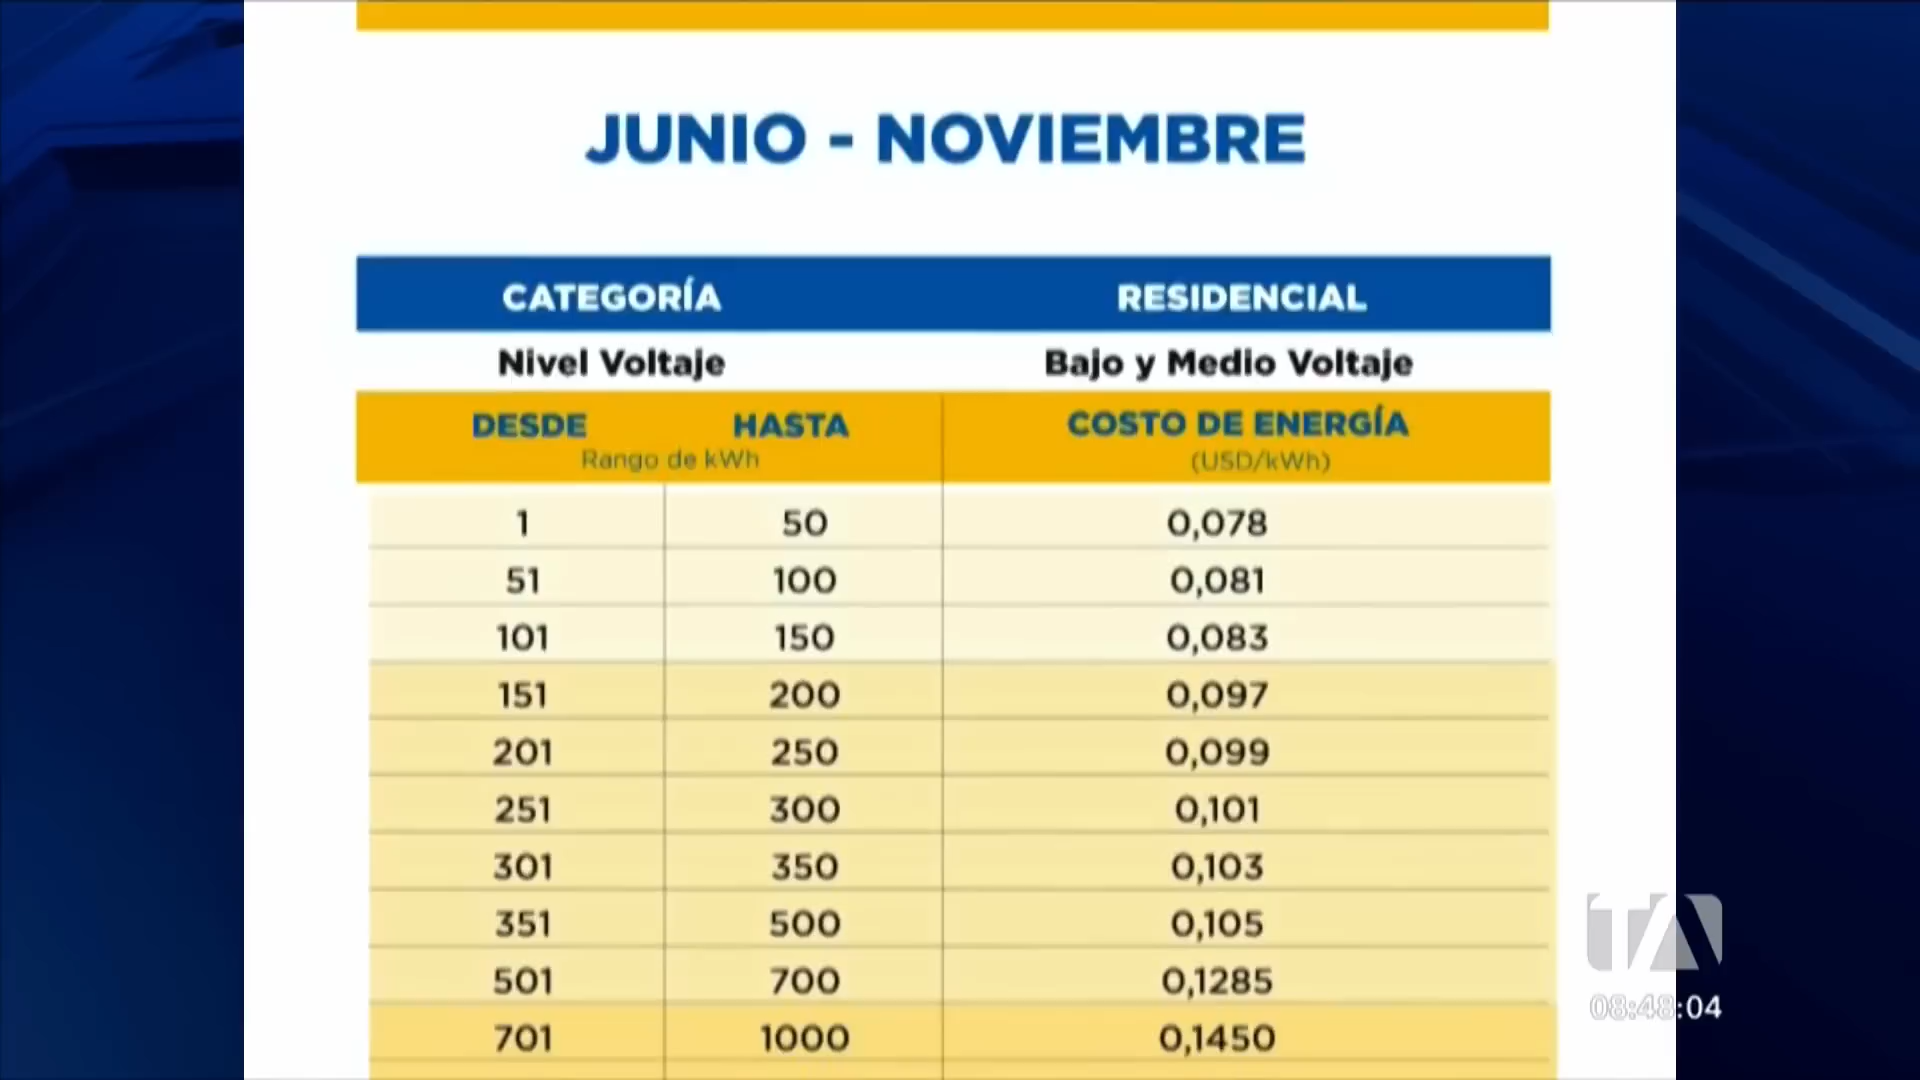 JUNIO - NOVIEMBRE
CATEGORÍA RESIDENCIAL
Nivel Voltaje Bajo y Medio Voltaje
DESDE HASTA COSTO DE ENERGÍA
Rango de kWh (USD/kWh)
1 50 0,078
51 100 0,081
101 150 0,083
151 200 0,097
201 250 0,099
251 300 0,101
301 350 0,103
351 500 0,105
501 700 0,1285
701 1000 0,1450
TA
08:48:04